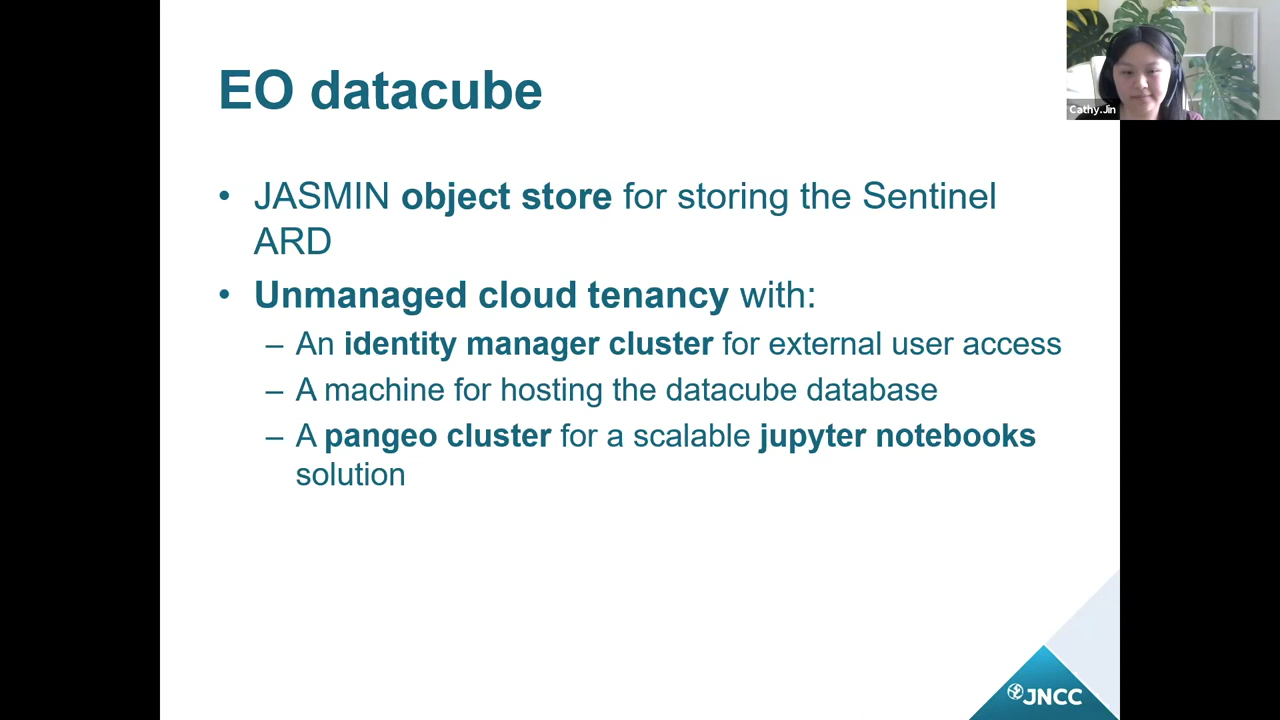 EO datacube
Cathy.Jin
• JASMIN object store for storing the Sentinel
ARD
• Unmanaged cloud tenancy with:
– An identity manager cluster for external user access
– A machine for hosting the datacube database
– A pangeo cluster for a scalable jupyter notebooks
solution
JNCC